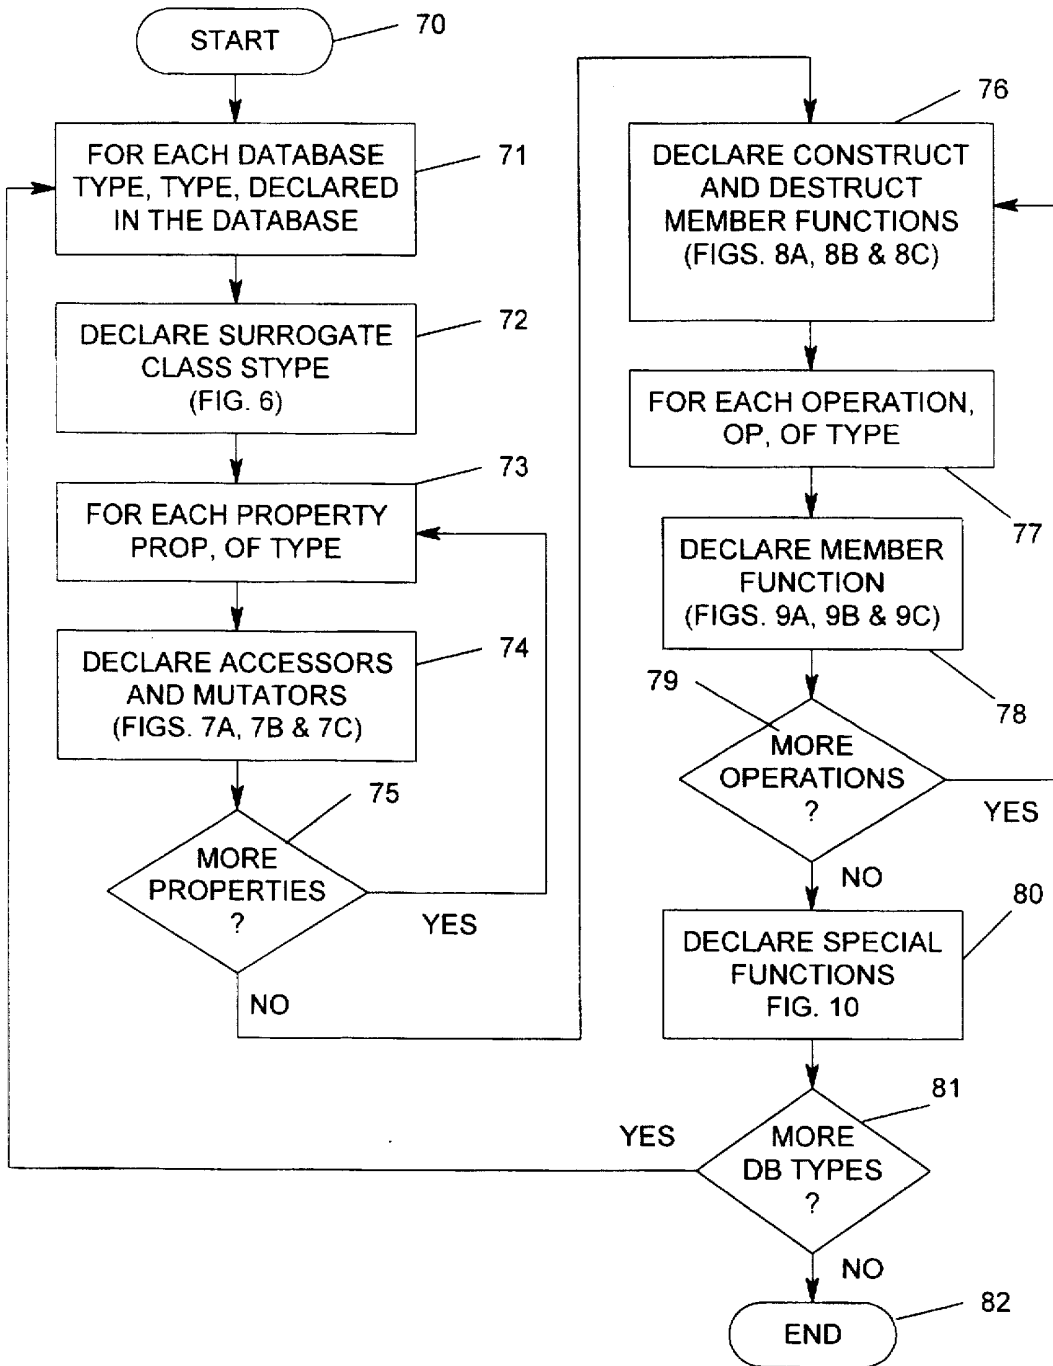 START
70
FOR EACH DATABASE
TYPE, TYPE, DECLARED
IN THE DATABASE
71
DECLARE SURROGATE
CLASS STYPE
(FIG. 6)
72
FOR EACH PROPERTY
PROP, OF TYPE
73
DECLARE ACCESSORS
AND MUTATORS
(FIGS. 7A, 7B & 7C)
74
MORE
PROPERTIES
?
75
YES
NO
DECLARE CONSTRUCT
AND DESTRUCT
MEMBER FUNCTIONS
(FIGS. 8A, 8B & 8C)
76
FOR EACH OPERATION,
OP, OF TYPE
77
DECLARE MEMBER
FUNCTION
(FIGS. 9A, 9B & 9C)
78
79
MORE
OPERATIONS
?
YES
NO
DECLARE SPECIAL
FUNCTIONS
FIG. 10
80
MORE
DB TYPES
?
81
YES
NO
END
82